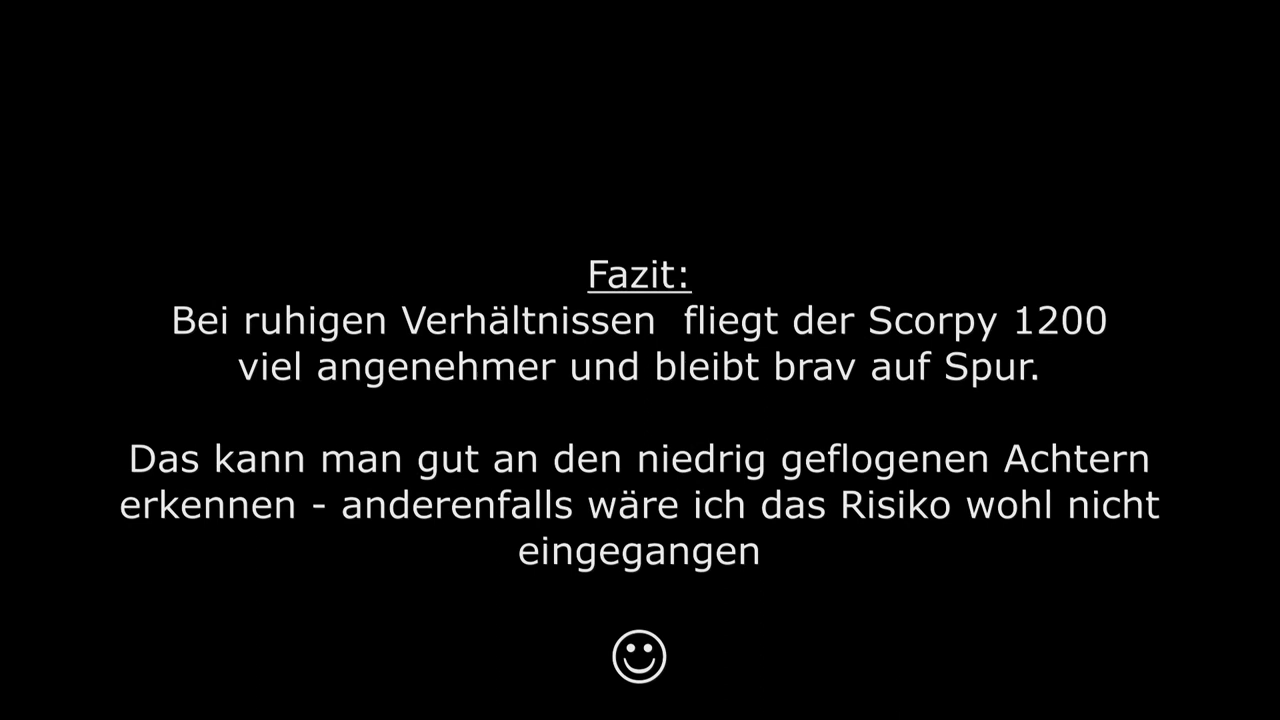 Fazit:
Bei ruhigen Verhältnissen  fliegt der Scorpy 1200
viel angenehmer und bleibt brav auf Spur.
Das kann man gut an den niedrig geflogenen Achtern
erkennen - anderenfalls wäre ich das Risiko wohl nicht
eingegangen
☺